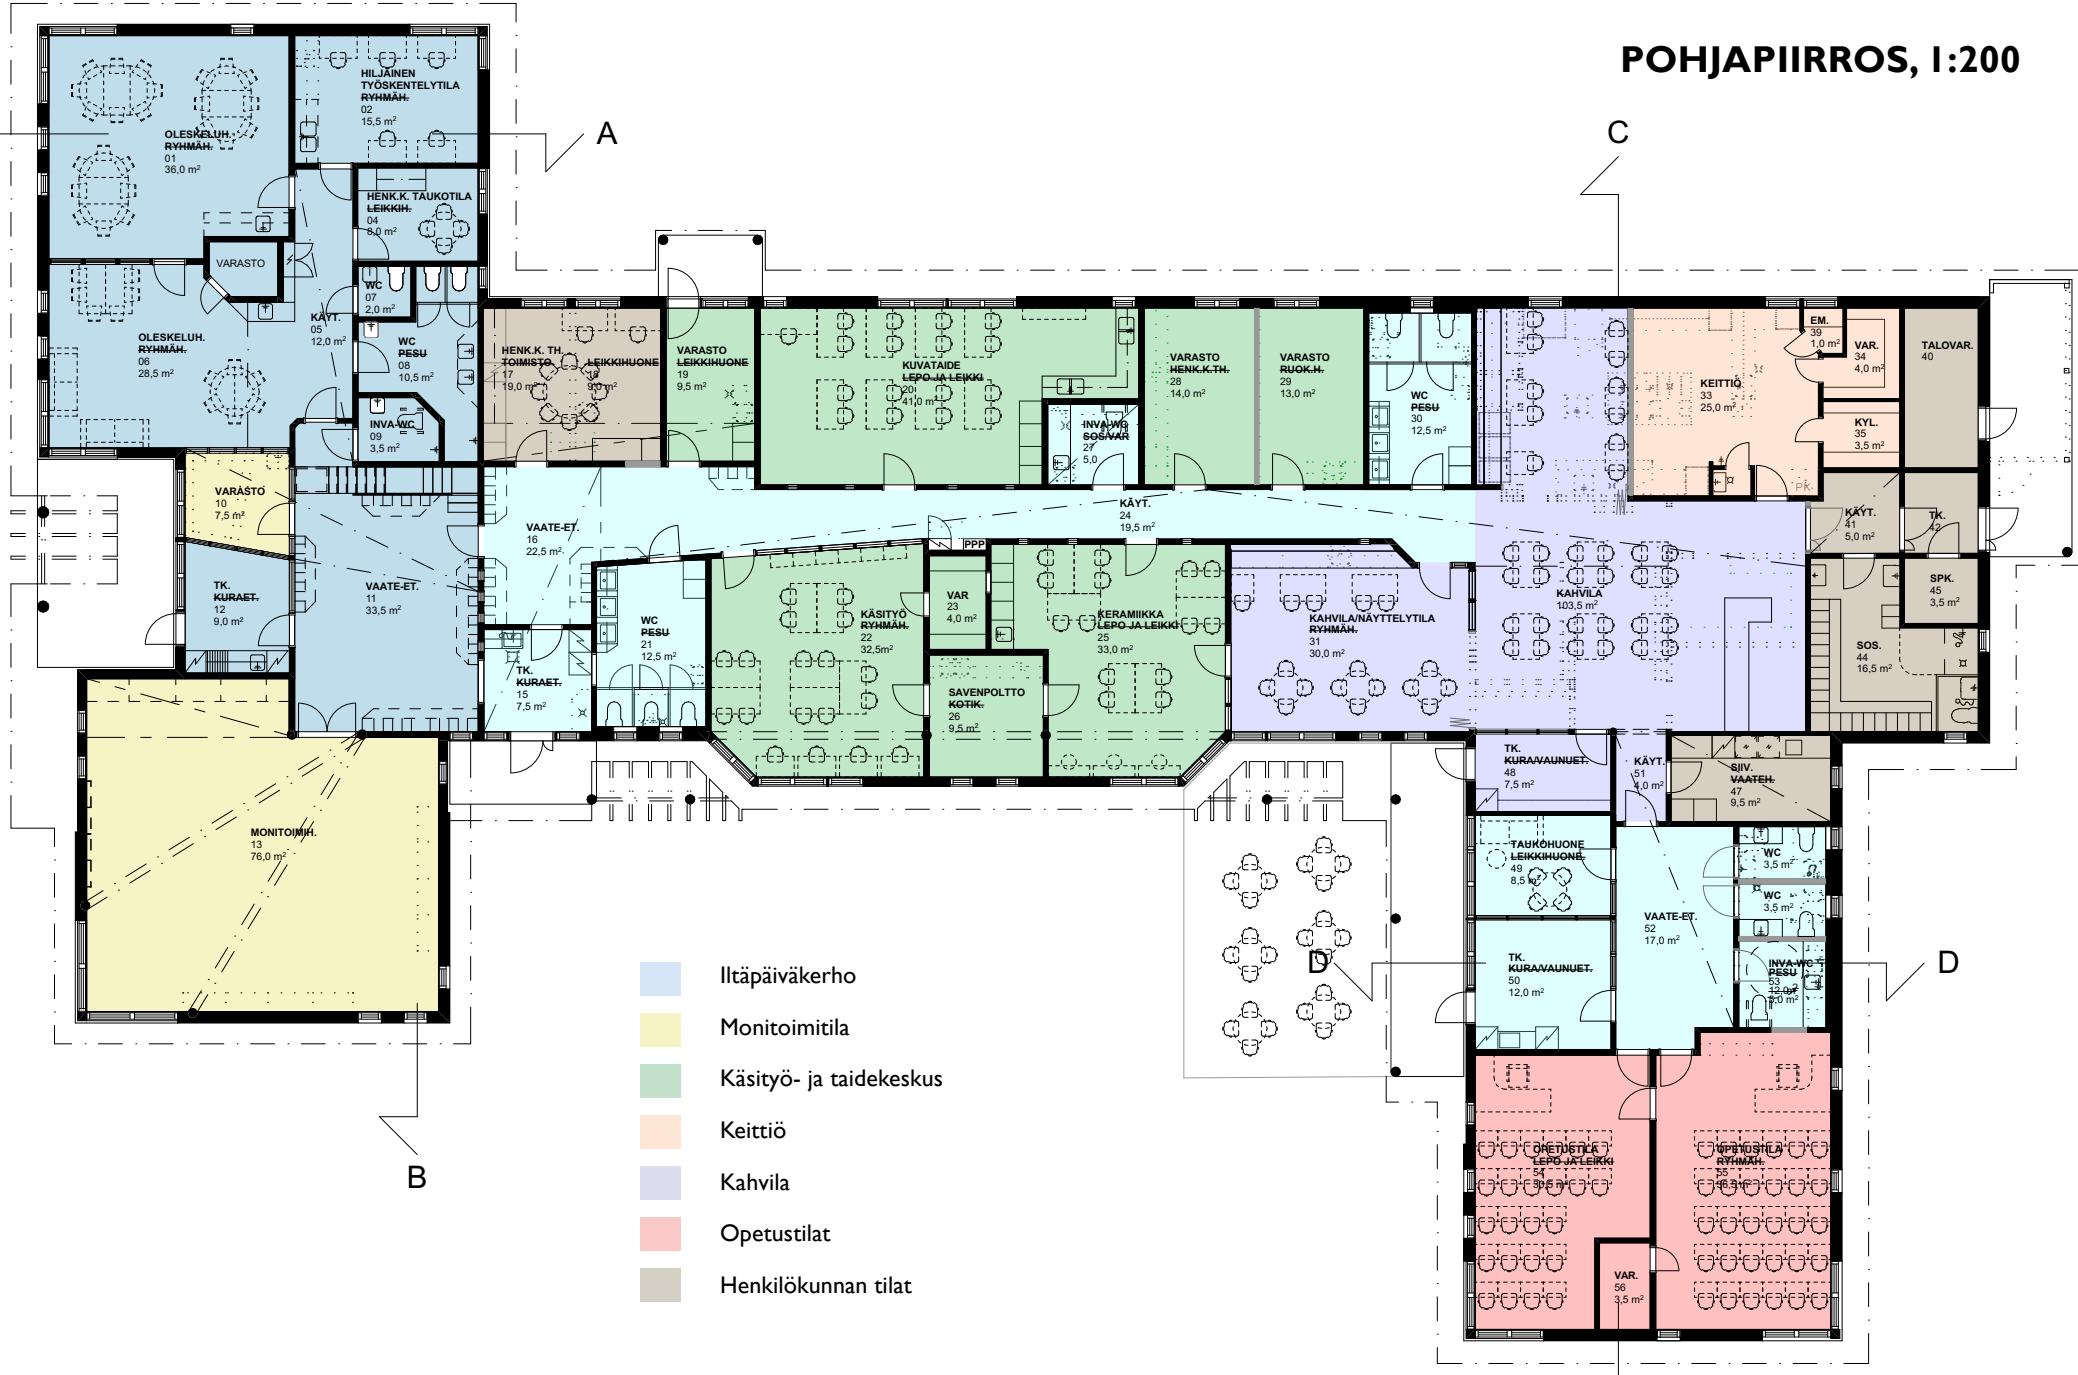 POHJAPIIRROS, 1:200
A
C
OLESKELUH.
RYHMÄH.
01
36,0 m²
HILJAINEN
TYÖSKENTELYTILA
RYHMÄH.
02
15,5 m²
HENK.K. TAUKOTILA
LEIKKIH.
04
8,0 m²
VARASTO
WC
07
2,0 m²
KÄYT.
05
12,0 m²
OLESKELUH.
RYHMÄH.
06
28,5 m²
WC
PESU
08
10,5 m²
INVA-WC
09
3,5 m²
HENK.K. TH.
TOIMISTO
17
19,0 m²
LEIKKIHUONE
18
9,0 m²
VARASTO
LEIKKIHUONE
19
9,5 m²
KUVATAIDE
LEPO JA LEIKKI
20
41,0 m²
INVA-WC
SOS/VAR
27
5,0
VARASTO
HENK.K.TH.
28
14,0 m²
VARASTO
RUOK.H.
29
13,0 m²
WC
PESU
30
12,5 m²
KEITTIÖ
33
25,0 m²
PK
EM.
39
1,0 m²
VAR.
34
4,0 m²
KYL.
35
3,5 m²
TALOVAR.
40
KÄYT.
41
5,0 m²
TK.
42
SPK.
45
3,5 m²
SOS.
44
16,5 m²
VARASTO
10
7,5 m²
TK.
KURAET.
12
9,0 m²
VAATE-ET.
11
33,5 m²
VAATE-ET.
16
22,5 m²
KÄYT.
24
19,5 m²
PPP
TK.
KURAET.
15
7,5 m²
WC
PESU
21
12,5 m²
KÄSITYÖ
RYHMÄH.
22
32,5m²
VAR
23
4,0 m²
KERAMIIKKA
LEPO JA LEIKKI
25
33,0 m²
SAVENPOLTTO
KOTIK.
26
9,5 m²
KAHVILA/NÄYTTELYTILA
RYHMÄH.
31
30,0 m²
KAHVILA
103,5 m²
MONITOIMIH.
13
76,0 m²
TK.
KURA/VAUNUET.
48
7,5 m²
KÄYT.
51
4,0 m²
SIIV.
VAATEH.
47
9,5 m²
TAUKOHUONE
LEIKKIHUONE.
49
8,5 m²
WC
3,5 m²
WC
3,5 m²
VAATE-ET.
52
17,0 m²
TK.
KURA/VAUNUET.
50
12,0 m²
INVA-WC
PESU
53
12,0 m²
5,0 m²
D
D
B
OPETUSTILA
LEPO JA LEIKKI
54
OPETUSTILA
RYHMÄH.
55
VAR.
56
3,5 m²
Iltäpäiväkerho
Monitoimitila
Käsityö- ja taidekeskus
Keittiö
Kahvila
Opetustilat
Henkilökunnan tilat